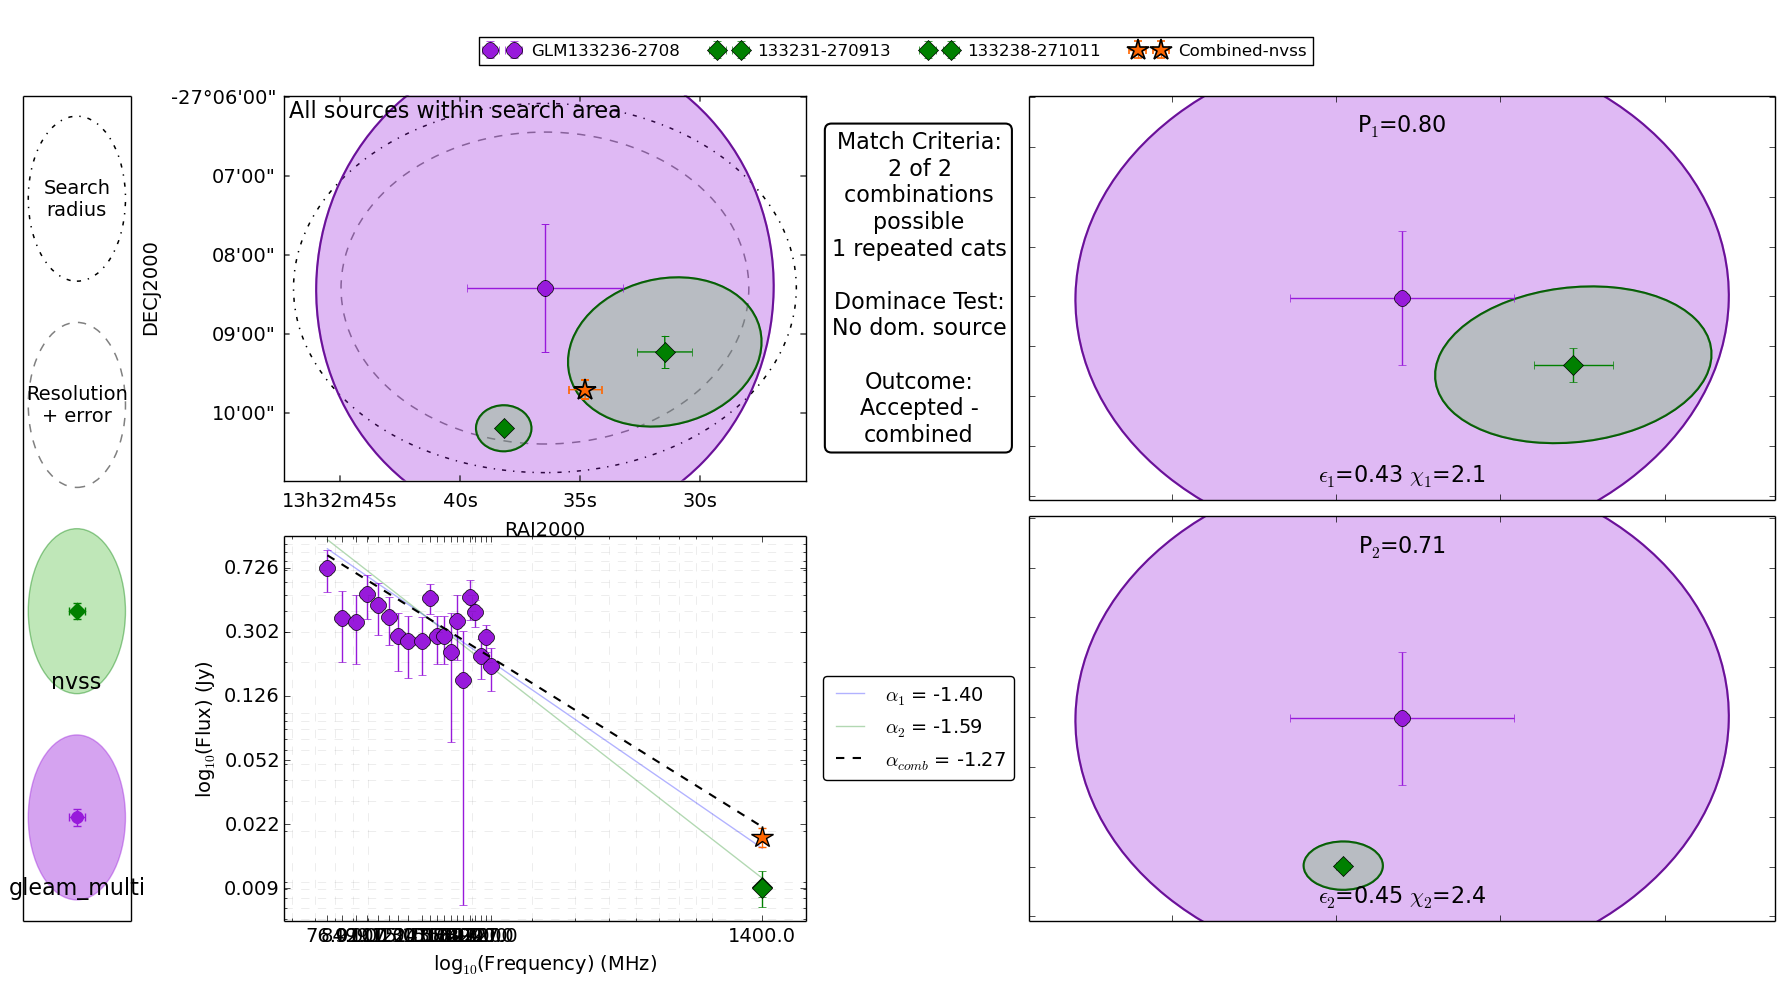 GLM133236-2708 133231-270913 133238-271011 Combined-nvss
Search
radius
Resolution
+ error
nvss
gleam_multi
All sources within search area
DECJ2000
-27°06'00"
07'00"
08'00"
09'00"
10'00"
13h32m45s 40s 35s 30s
RAJ2000
Match Criteria:
2 of 2
combinations
possible
1 repeated cats
Dominace Test:
No dom. source
Outcome:
Accepted -
combined
P₁=0.80
ϵ₁=0.43 χ₁=2.1
P₂=0.71
ϵ₂=0.45 χ₂=2.4
log₁₀(Flux) (Jy)
0.726
0.302
0.126
0.052
0.022
0.009
1400.0
log₁₀(Frequency) (MHz)
α₁ = -1.40
α₂ = -1.59
α_comb = -1.27